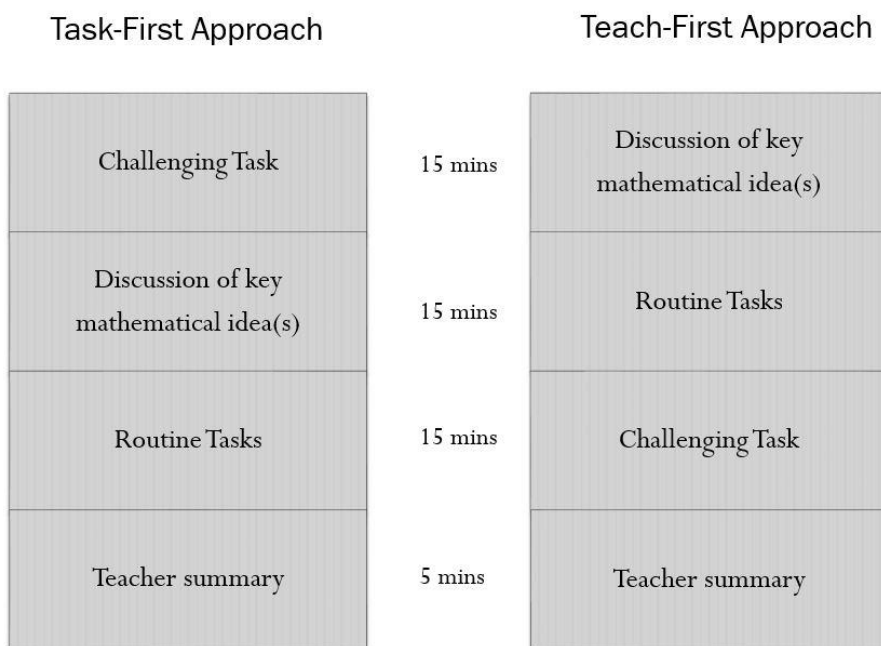 Task-First Approach
Teach-First Approach
Challenging Task
15 mins
Discussion of key
mathematical idea(s)
Discussion of key
mathematical idea(s)
15 mins
Routine Tasks
Routine Tasks
15 mins
Challenging Task
Teacher summary
5 mins
Teacher summary